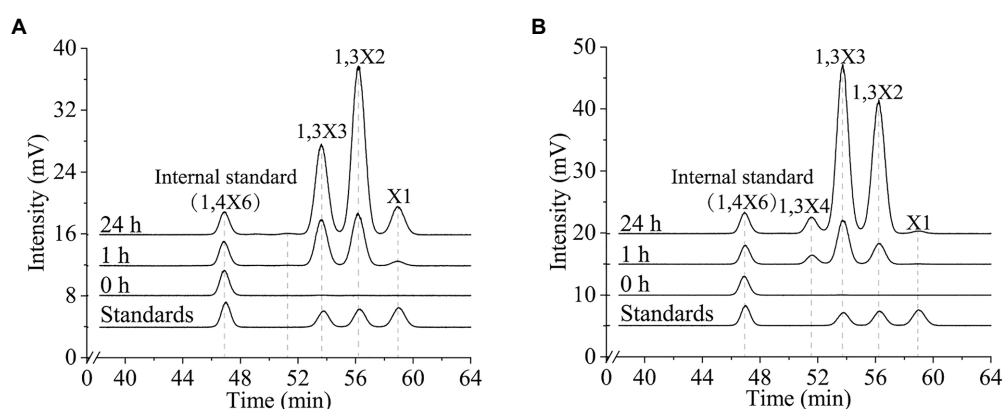 A
Intensity (mV)
40
32
24
16
8
0
1,3X2
1,3X3
Internal standard
(1,4X6)
X1
24 h
1 h
0 h
Standards
0 40 44 48 52 56 60 64
Time (min)
B
Intensity (mV)
50
40
30
20
10
0
1,3X3
1,3X2
Internal standard
(1,4X6) 1,3X4
X1
24 h
1 h
0 h
Standards
0 40 44 48 52 56 60 64
Time (min)